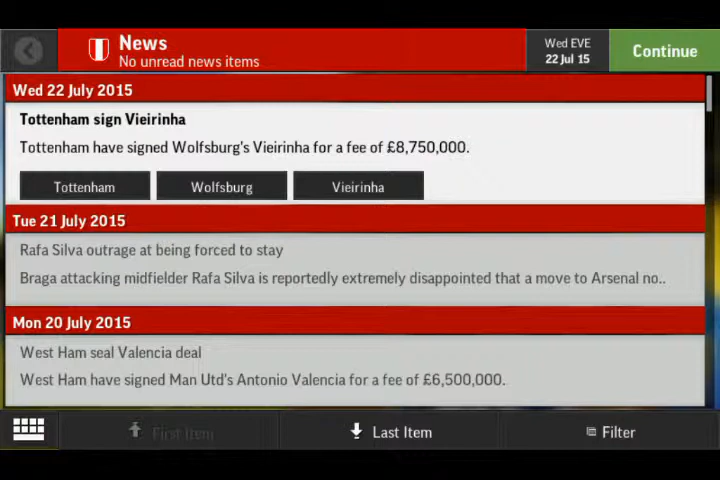 News
No unread news items
Wed EVE
22 Jul 15
Continue
Wed 22 July 2015
Tottenham sign Vieirinha
Tottenham have signed Wolfsburg's Vieirinha for a fee of £8,750,000.
Tottenham
Wolfsburg
Vieirinha
Tue 21 July 2015
Rafa Silva outrage at being forced to stay
Braga attacking midfielder Rafa Silva is reportedly extremely disappointed that a move to Arsenal no..
Mon 20 July 2015
West Ham seal Valencia deal
West Ham have signed Man Utd's Antonio Valencia for a fee of £6,500,000.
First Item
Last Item
Filter